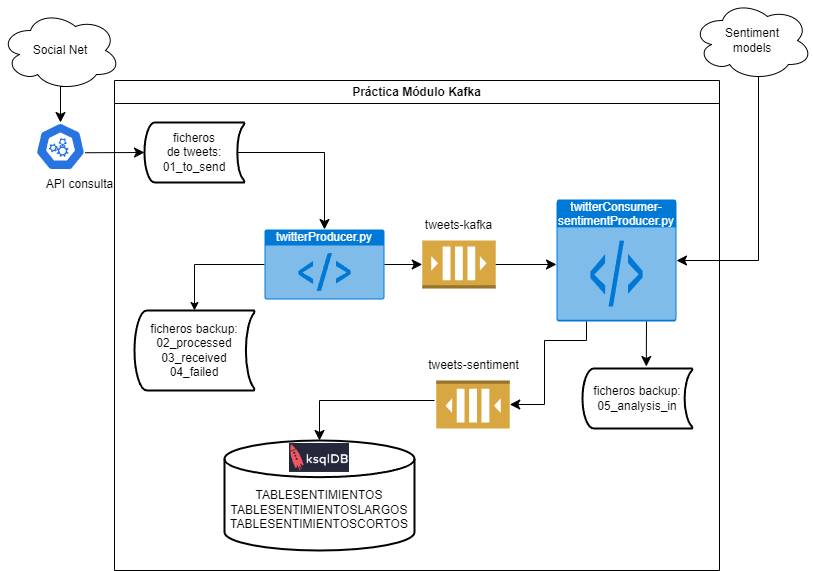 Social Net
Sentiment
models
Práctica Módulo Kafka
API consulta
ficheros
de tweets:
01_to_send
twitterProducer.py
</>
tweets-kafka
twitterConsumer-
sentimentProducer.py
</>
ficheros backup:
02_processed
03_received
04_failed
tweets-sentiment
ficheros backup:
05_analysis_in
ksqlDB
TABLESENTIMIENTOS
TABLESENTIMIENTOSLARGOS
TABLESENTIMIENTOSCORTOS